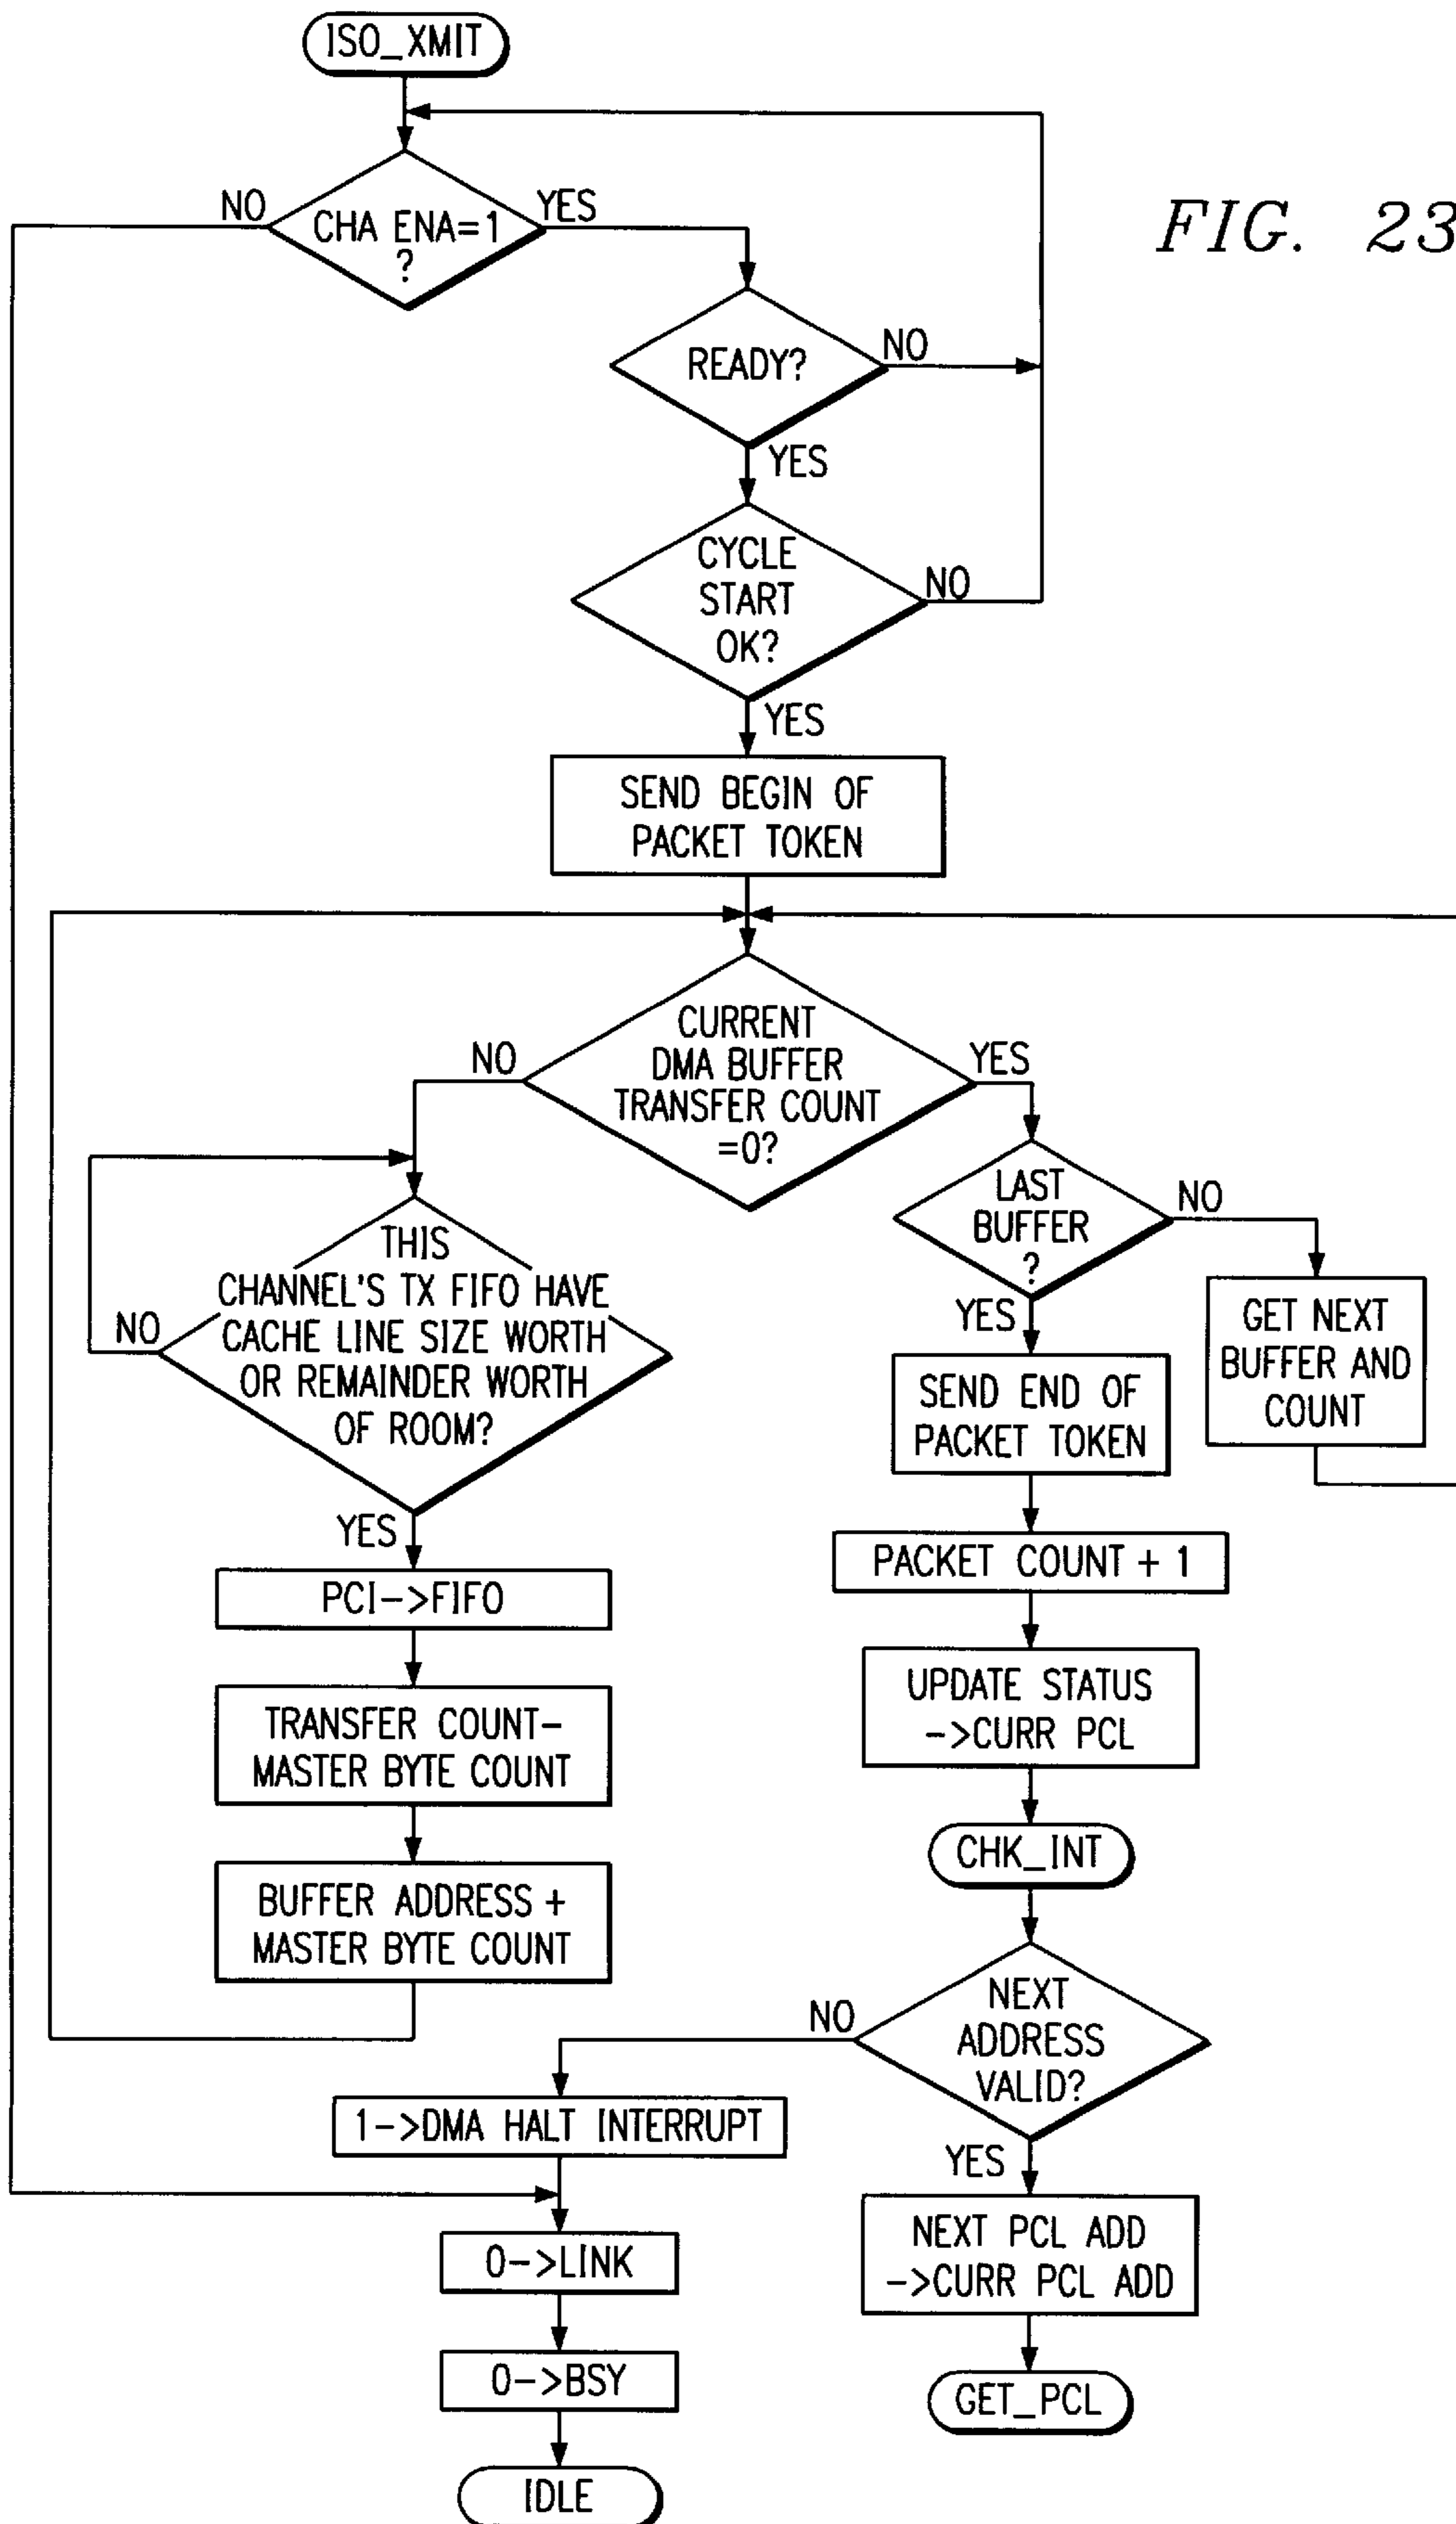 ISO_XMIT
FIG. 23
NO
YES
CHA ENA=1
?
READY?
NO
YES
CYCLE
START
OK?
NO
YES
SEND BEGIN OF
PACKET TOKEN
CURRENT
DMA BUFFER
TRANSFER COUNT
=0?
NO
YES
THIS
CHANNEL'S TX FIFO HAVE
CACHE LINE SIZE WORTH
OR REMAINDER WORTH
OF ROOM?
NO
YES
PCI->FIFO
TRANSFER COUNT-
MASTER BYTE COUNT
BUFFER ADDRESS +
MASTER BYTE COUNT
LAST
BUFFER
?
NO
YES
GET NEXT
BUFFER AND
COUNT
SEND END OF
PACKET TOKEN
PACKET COUNT + 1
UPDATE STATUS
->CURR PCL
CHK_INT
NEXT
ADDRESS
VALID?
NO
YES
1->DMA HALT INTERRUPT
0->LINK
0->BSY
IDLE
NEXT PCL ADD
->CURR PCL ADD
GET_PCL